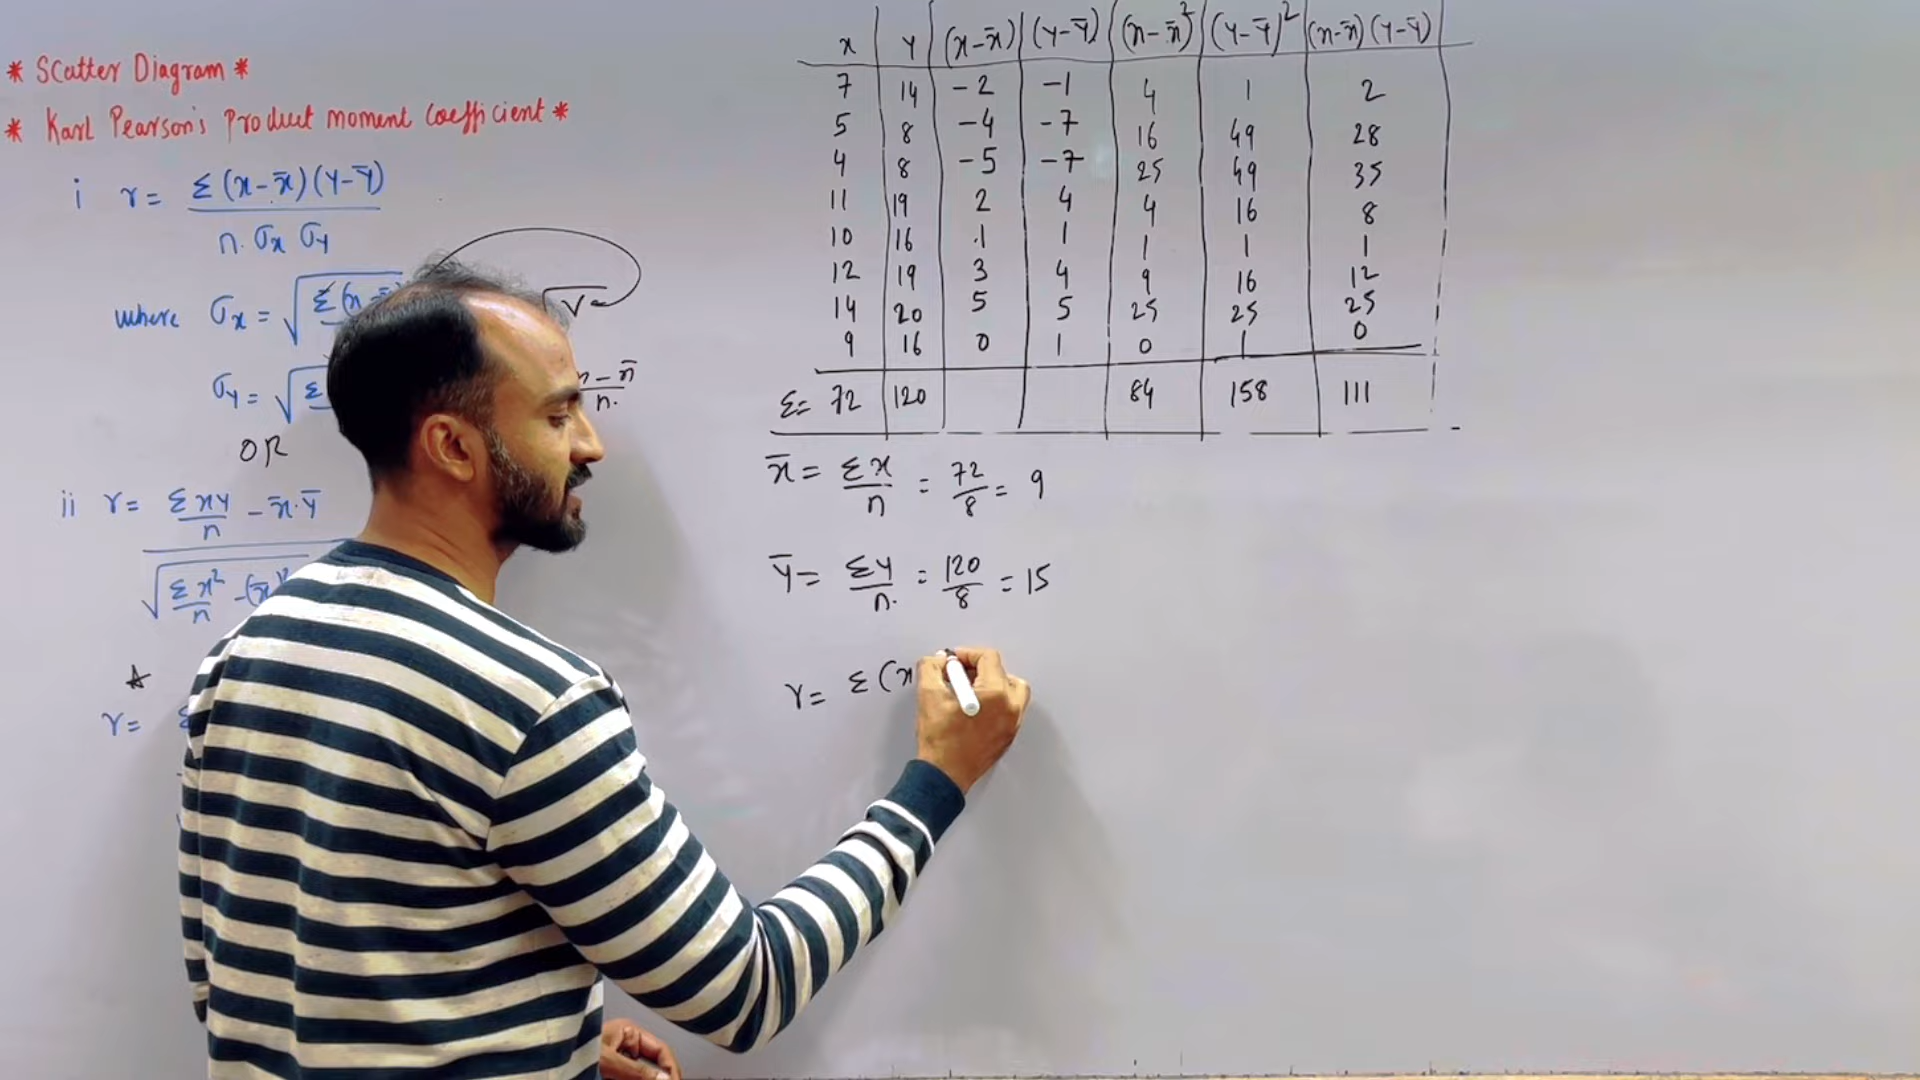 * Scatter Diagram *
* Karl Pearson's Product moment coefficient *
i r = Σ(x-x̄)(y-ȳ)
n. σx σy
where σx = √ Σ(x
√
σy = √ Σ
n.
OR
ii r = Σxy/n - x̄.ȳ
√ Σx²/n - (x̄)
☆
r =
x y (x-x̄) (y-ȳ) (x-x̄)² (y-ȳ)² (x-x̄)(y-ȳ)
7 14 -2 -1 4 1 2
5 8 -4 -7 16 49 28
4 8 -5 -7 25 49 35
11 19 2 4 4 16 8
10 16 1 1 1 1 1
12 19 3 4 9 16 12
14 20 5 5 25 25 25
9 16 0 1 0 1 0
Σ= 72 120 84 158 111
x̄ = Σx/n = 72/8 = 9
ȳ = Σy/n. = 120/8 = 15
r = Σ(x